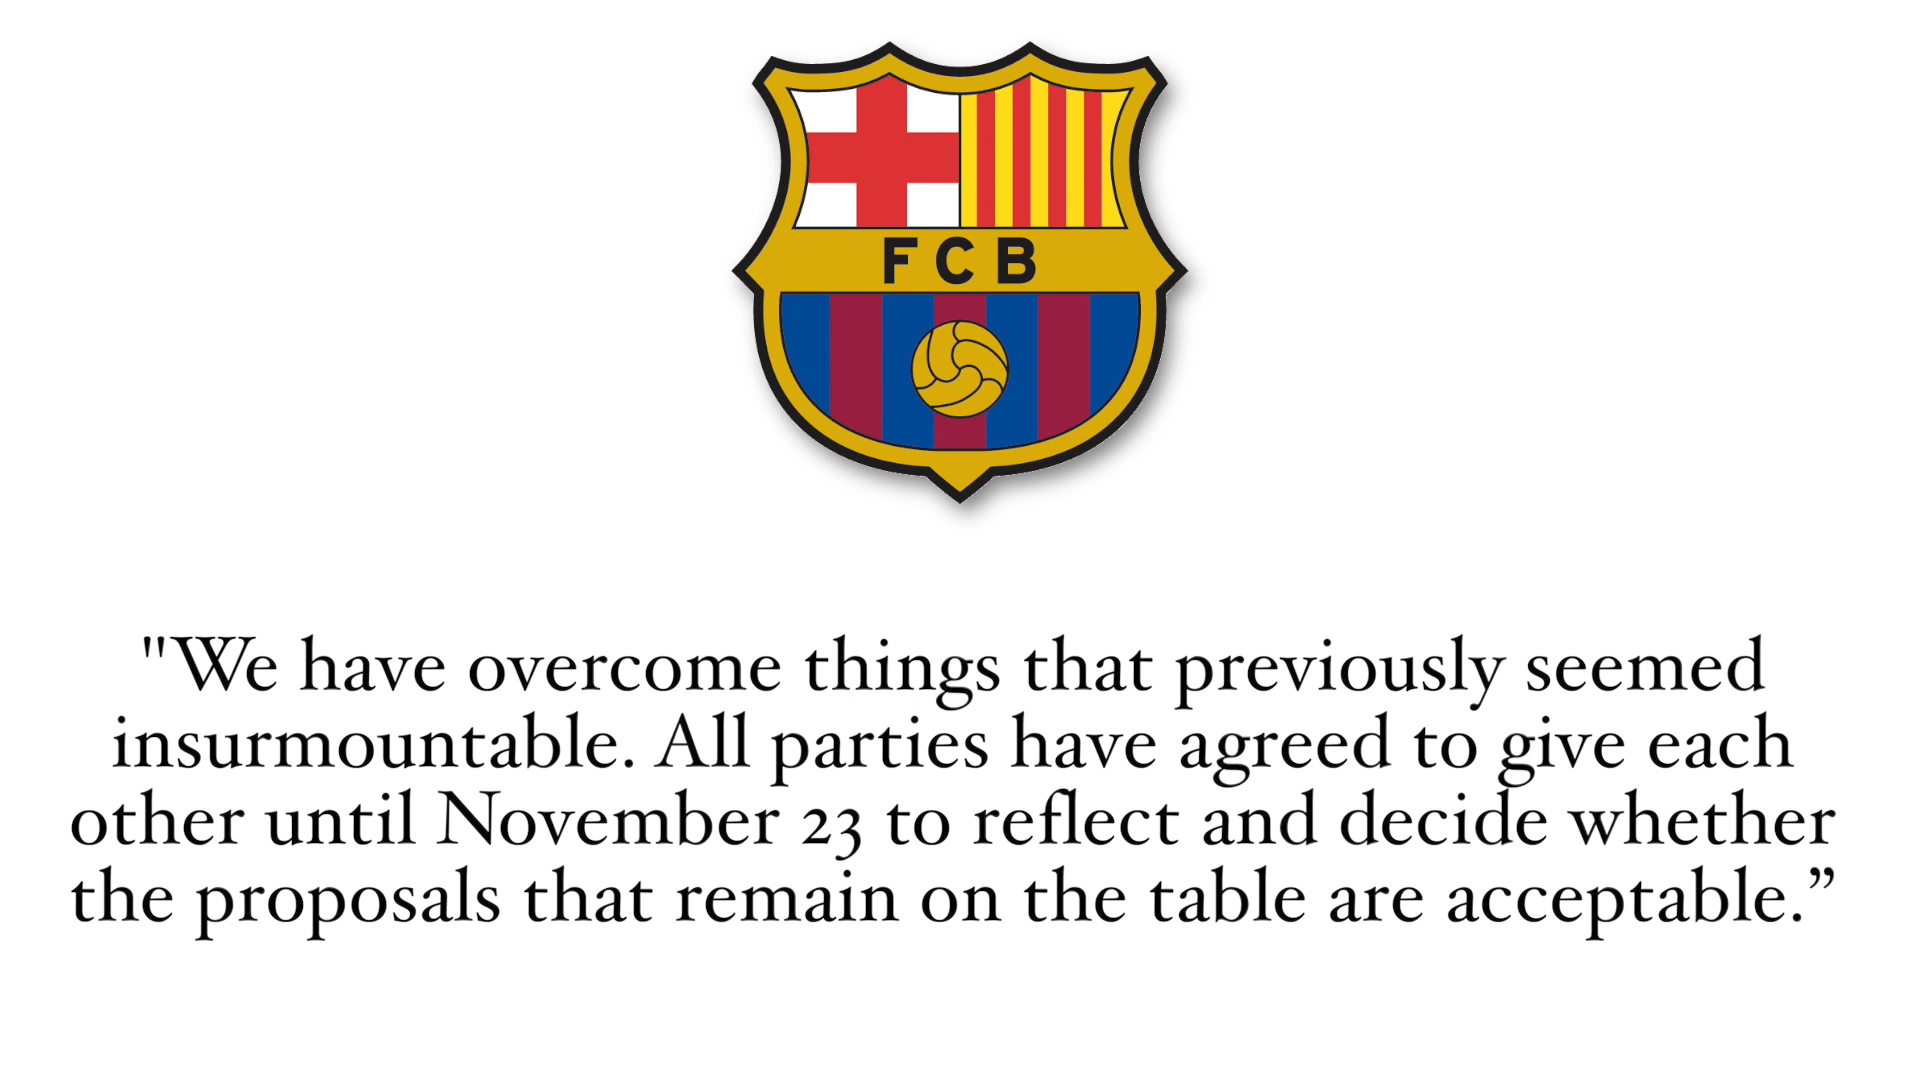 FCB
"We have overcome things that previously seemed
insurmountable. All parties have agreed to give each
other until November 23 to reflect and decide whether
the proposals that remain on the table are acceptable.”